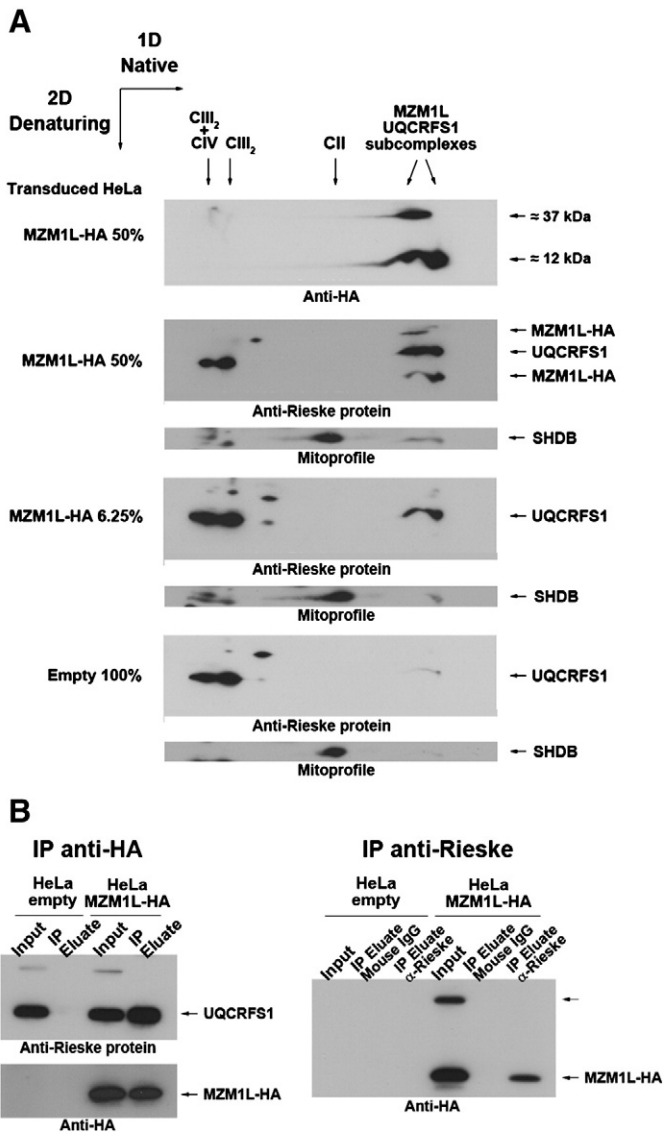 A
1D
Native
2D
Denaturing
CIII2
+
CIV
CIII2
CII
MZM1L
UQCRFS1
subcomplexes
Transduced HeLa
MZM1L-HA 50%
≈ 37 kDa
≈ 12 kDa
Anti-HA
MZM1L-HA 50%
MZM1L-HA
UQCRFS1
MZM1L-HA
Anti-Rieske protein
SHDB
Mitoprofile
MZM1L-HA 6.25%
UQCRFS1
Anti-Rieske protein
SHDB
Mitoprofile
Empty 100%
UQCRFS1
Anti-Rieske protein
SHDB
Mitoprofile
B
IP anti-HA
HeLa
empty
HeLa
MZM1L-HA
Input
IP
Eluate
Input
IP
Eluate
UQCRFS1
Anti-Rieske protein
MZM1L-HA
Anti-HA
IP anti-Rieske
HeLa
empty
HeLa
MZM1L-HA
Input
IP Eluate
Mouse IgG
IP Eluate
α-Rieske
Input
IP Eluate
Mouse IgG
IP Eluate
α-Rieske
MZM1L-HA
Anti-HA